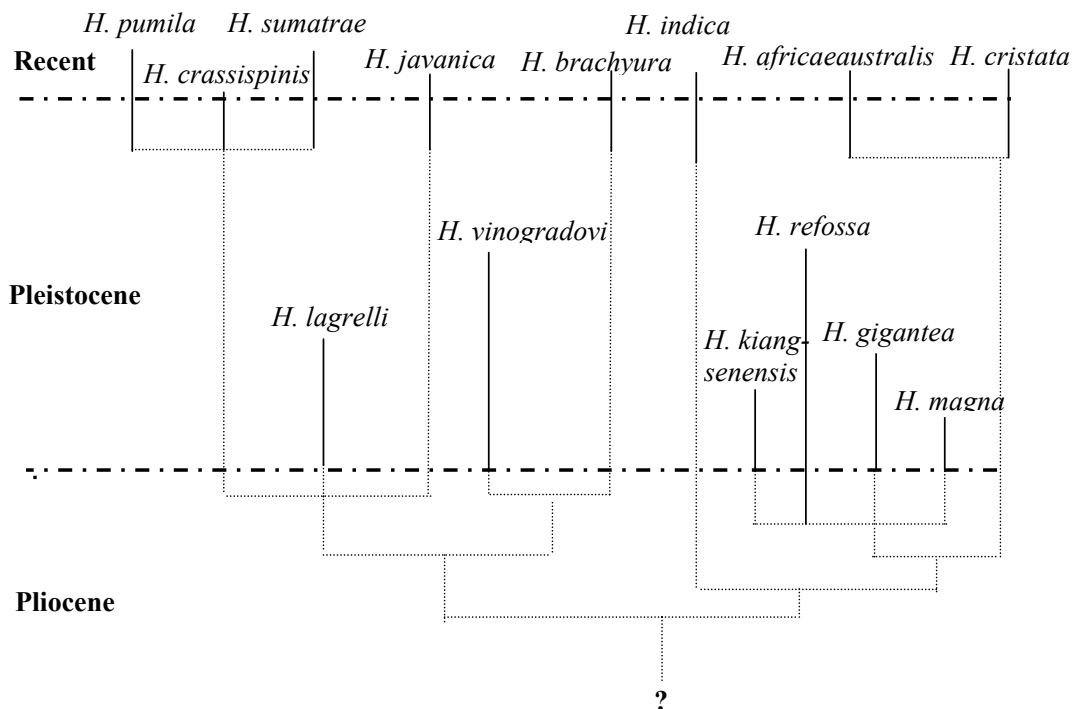 H. indica
H. pumila
H. sumatrae
Recent
H. crassispinis
H. javanica
H. brachyura
H. africaeaustralis
H. cristata
H. vinogradovi
H. refossa
Pleistocene
H. lagrelli
H. kiang-
senensis
H. gigantea
H. magna
Pliocene
?